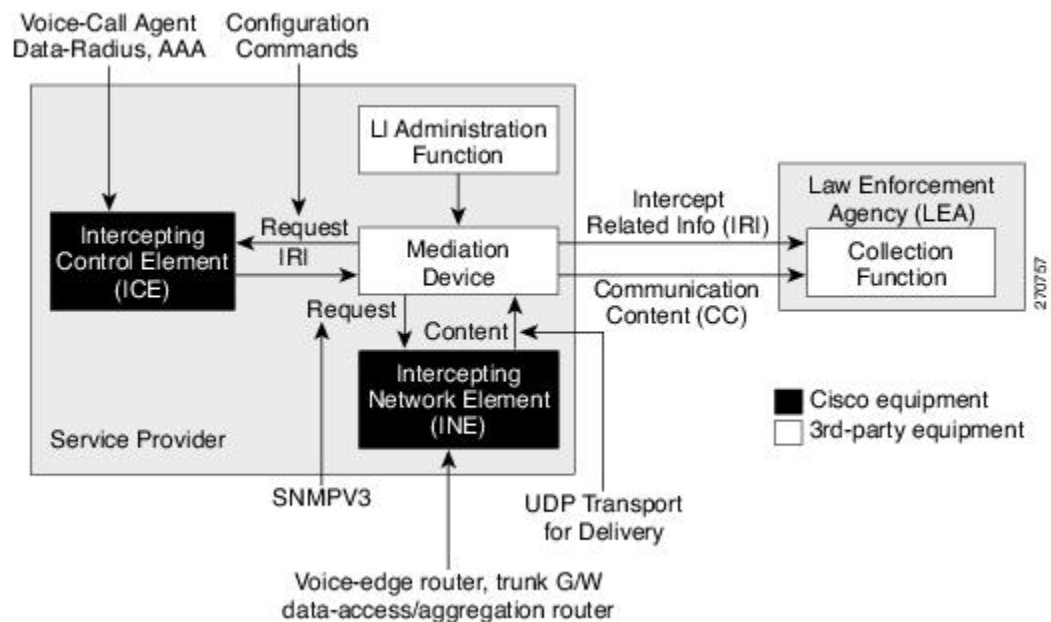 Voice-Call Agent
Data-Radius, AAA
Configuration
Commands
LI Administration
Function
Law Enforcement
Agency (LEA)
Collection
Function
Intercept
Related Info (IRI)
Request
IRI
Intercepting
Control Element
(ICE)
Mediation
Device
Communication
Content (CC)
270757
Request
Content
Intercepting
Network Element
(INE)
Cisco equipment
3rd-party equipment
Service Provider
SNMPV3
UDP Transport
for Delivery
Voice-edge router, trunk G/W
data-access/aggregation router